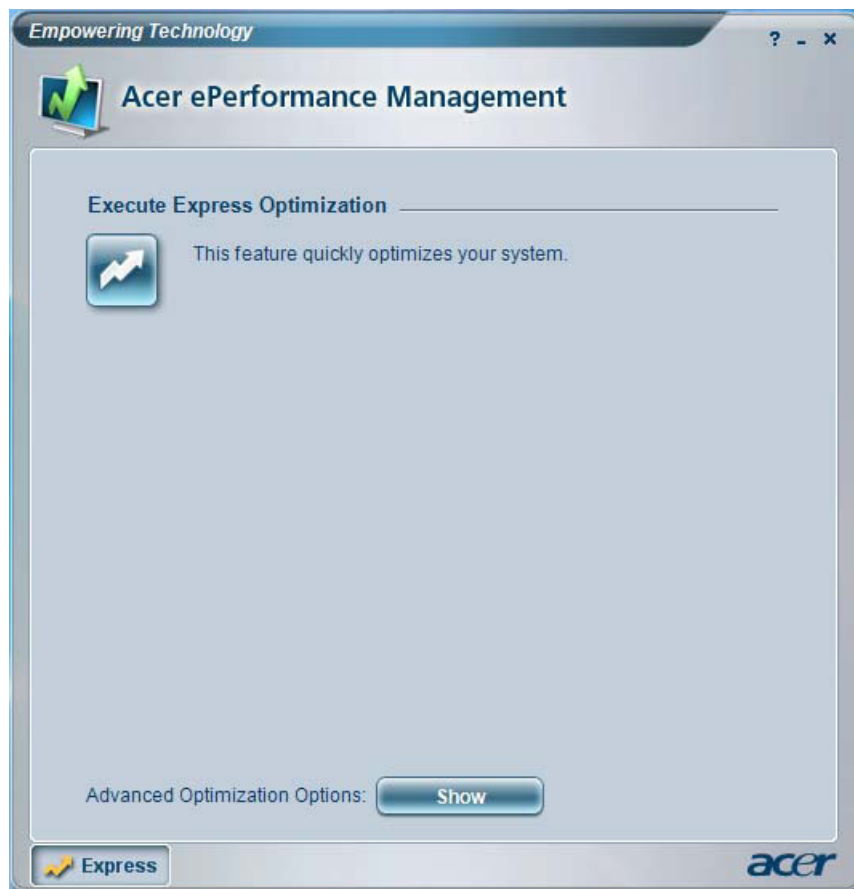 Empowering Technology
? - ×
Acer ePerformance Management
Execute Express Optimization
This feature quickly optimizes your system.
Advanced Optimization Options: Show
Express
acer